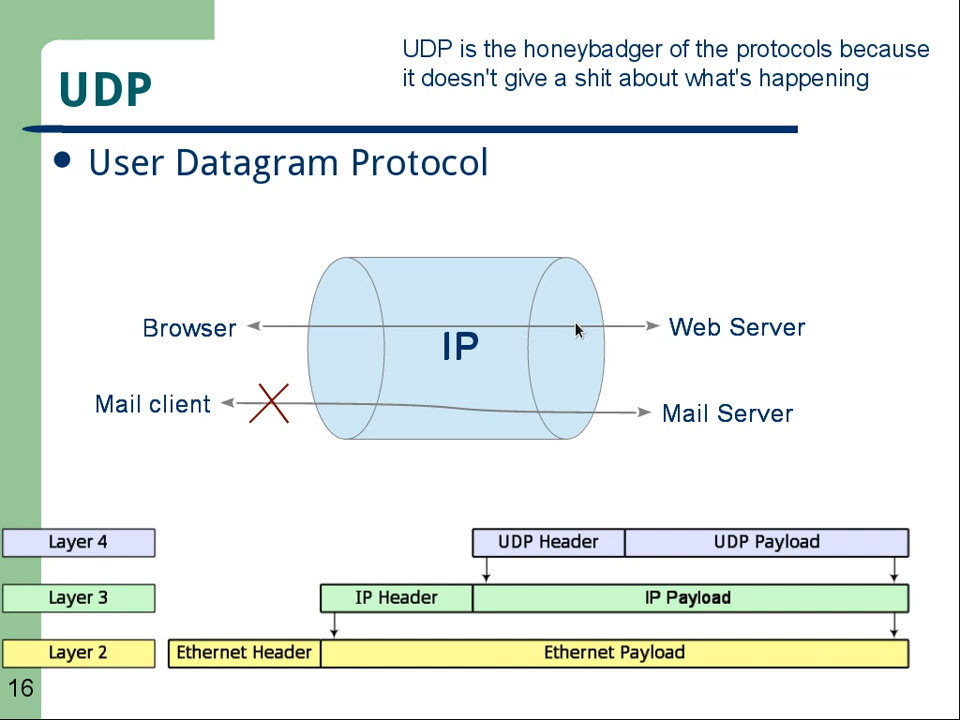 UDP is the honeybadger of the protocols because
it doesn't give a shit about what's happening
UDP
User Datagram Protocol
Browser
IP
Web Server
Mail client
Mail Server
Layer 4
UDP Header
UDP Payload
Layer 3
IP Header
IP Payload
Layer 2
Ethernet Header
Ethernet Payload
16